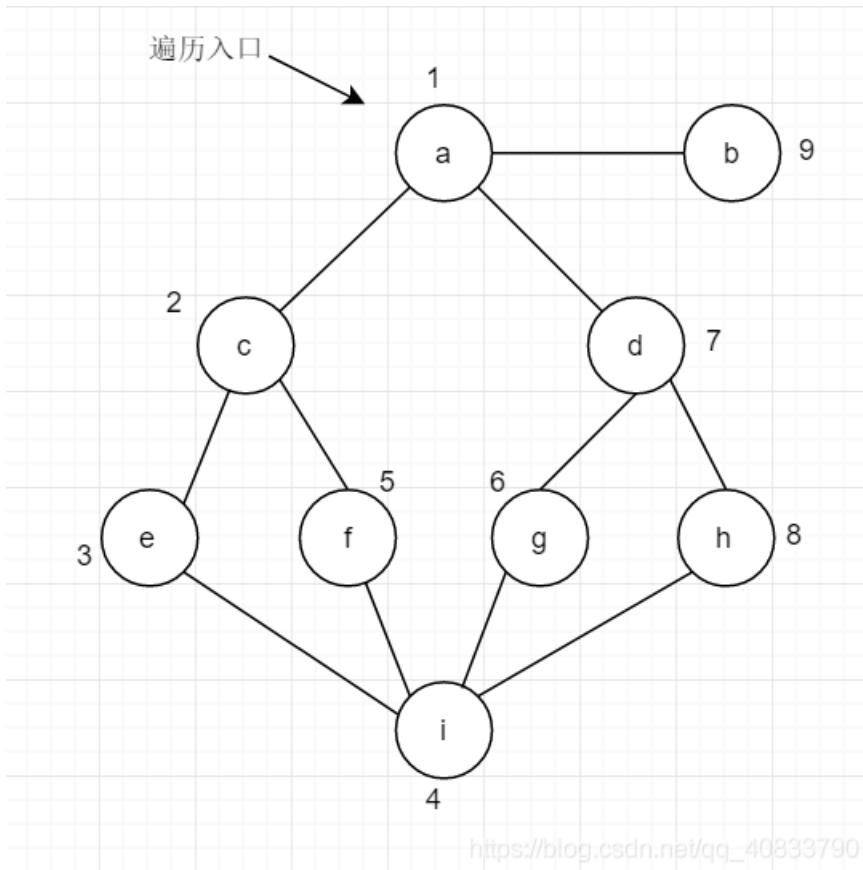 遍历入口
1
a
b
9
2
c
d
7
5
6
e
f
g
h
8
3
i
4
https://blog.csdn.net/qq_40833790